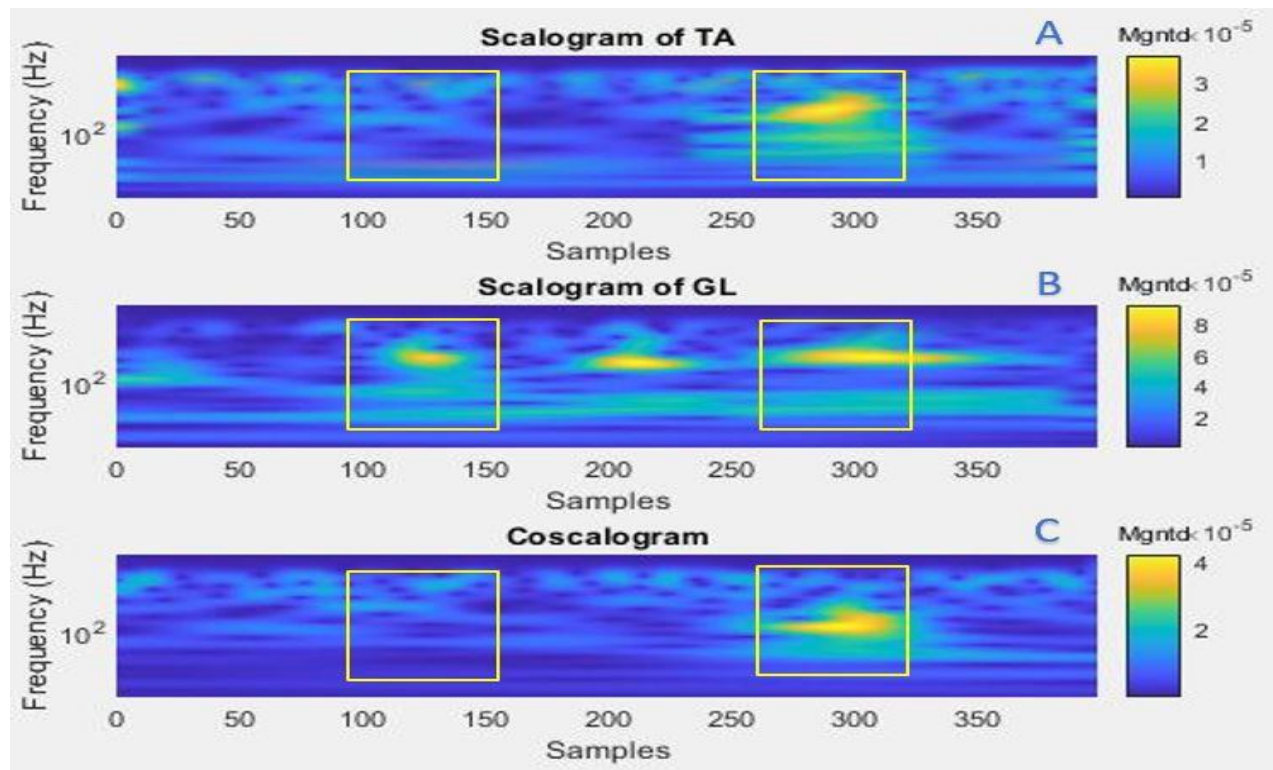 Scalogram of TA
A
Mgntd × 10^-5
Frequency (Hz)
10^2
3
2
1
0 50 100 150 200 250 300 350
Samples
Scalogram of GL
B
Mgntd × 10^-5
Frequency (Hz)
10^2
8
6
4
2
0 50 100 150 200 250 300 350
Samples
Coscalogram
C
Mgntd × 10^-5
Frequency (Hz)
10^2
4
2
0 50 100 150 200 250 300 350
Samples